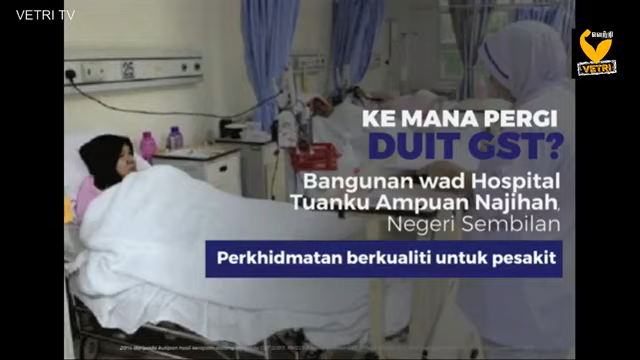 VETRI TV
வெற்றி
VETRI
25
KE MANA PERGI
DUIT GST?
Bangunan wad Hospital
Tuanku Ampuan Najihah,
Negeri Sembilan
Perkhidmatan berkualiti untuk pesakit